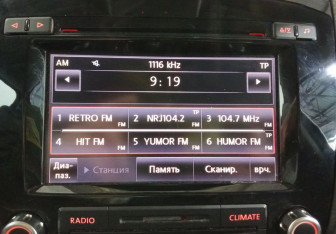 AM 1116 kHz TP
9:19
1 RETRO FM FM 2 NRJ104.2 TP FM 3 104.7 MHz FM
4 HIT FM FM 5 YUMOR FM FM 6 HUMOR FM TP FM
Диа-паз. Станция Память Сканир. врч.
RADIO CLIMATE